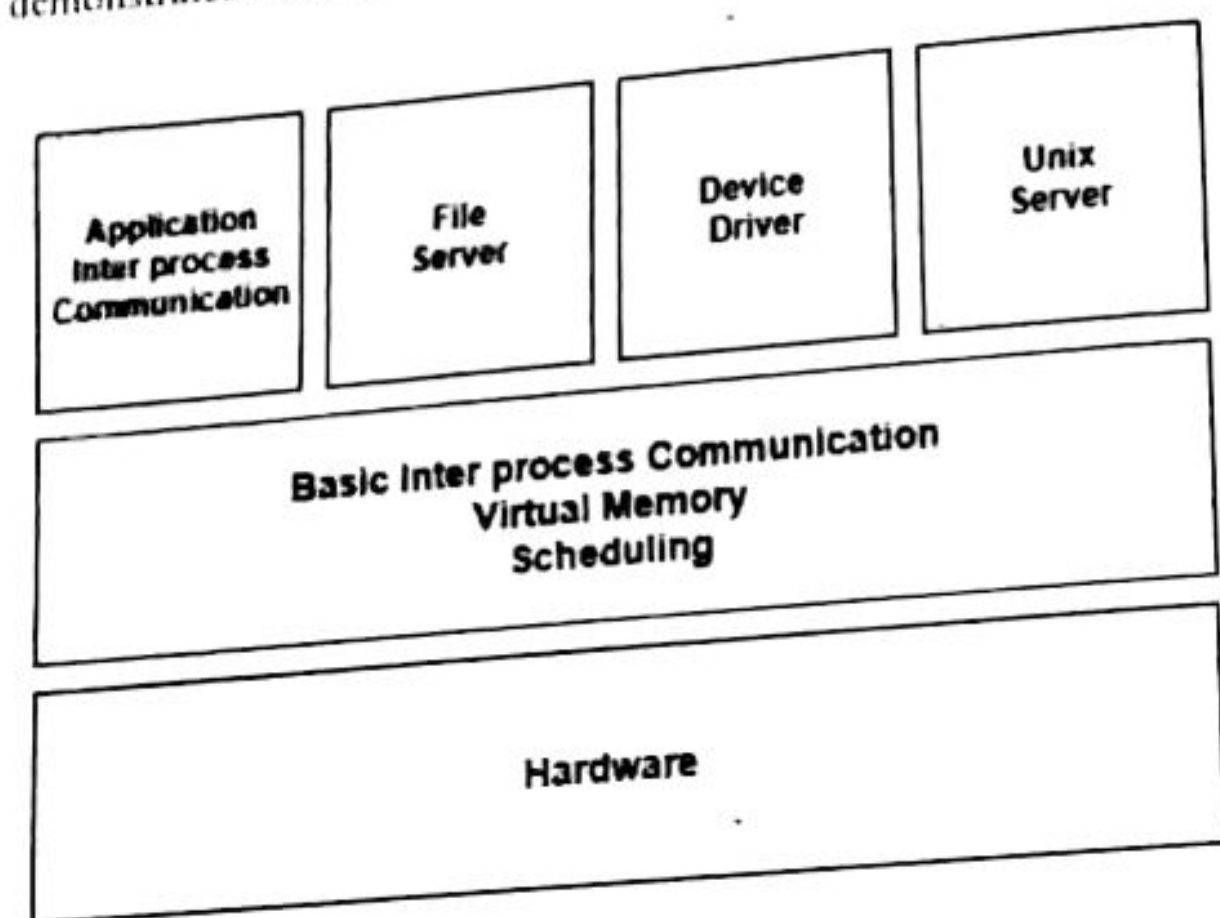 Application
Inter process
Communication
File
Server
Device
Driver
Unix
Server
Basic Inter process Communication
Virtual Memory
Scheduling
Hardware